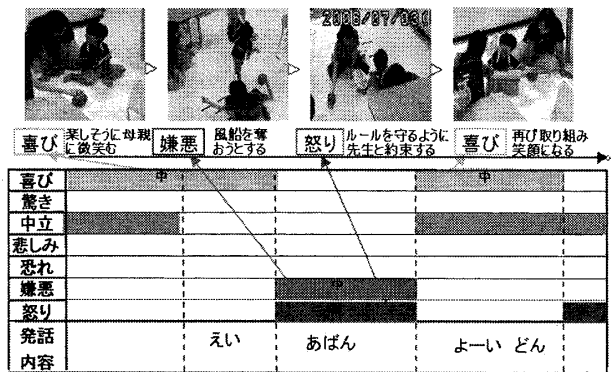 喜び
楽しそうに母親
に微笑む
嫌悪
風船を奪
おうとする
怒り
ルールを守るように
先生と約束する
喜び
再び取り組み
笑顔になる
喜び 中 中
驚き
中立
悲しみ
恐れ
嫌悪 中
怒り
発話
内容
えい
あばん
よーい どん